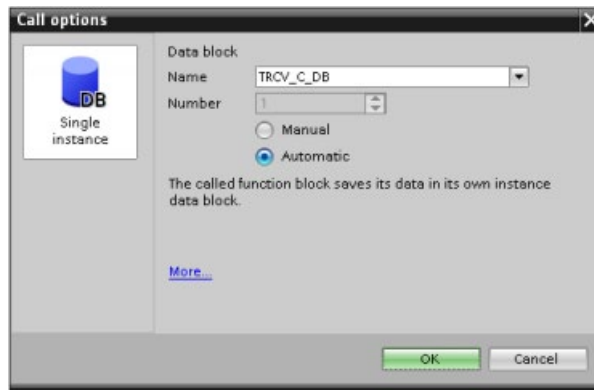 Call options
DB
Single
instance
Data block
Name
TRCV_C_DB
Number
1
Manual
Automatic
The called function block saves its data in its own instance
data block.
More...
OK
Cancel